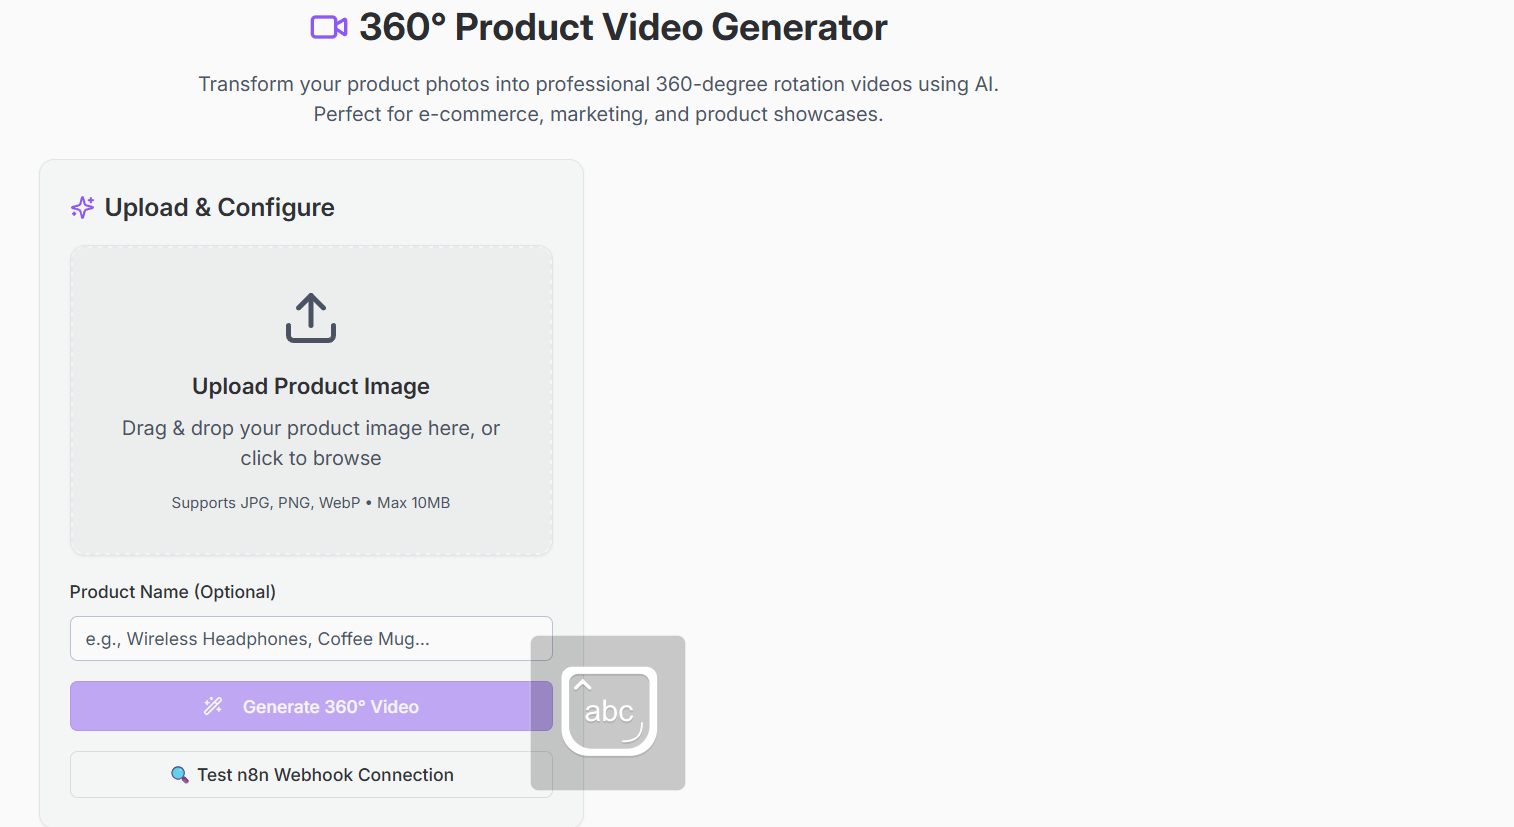 360° Product Video Generator
Transform your product photos into professional 360-degree rotation videos using AI.
Perfect for e-commerce, marketing, and product showcases.
Upload & Configure
Upload Product Image
Drag & drop your product image here, or
click to browse
Supports JPG, PNG, WebP • Max 10MB
Product Name (Optional)
e.g., Wireless Headphones, Coffee Mug...
Generate 360° Video
abc
Test n8n Webhook Connection